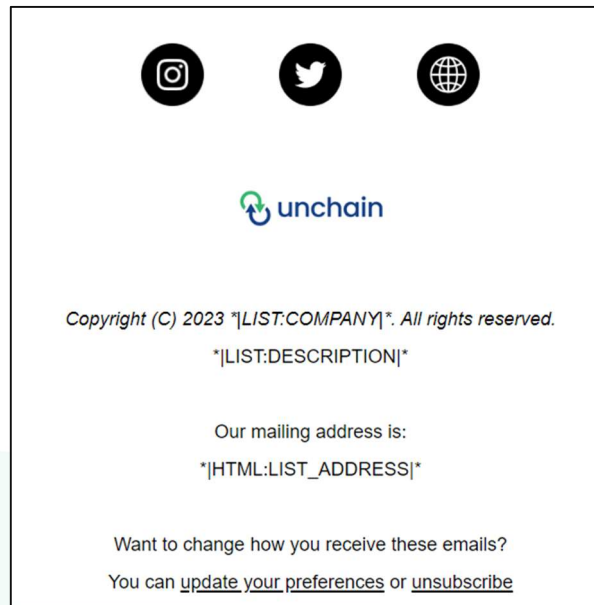 unchain
Copyright (C) 2023 *|LIST:COMPANY|*. All rights reserved.
*|LIST:DESCRIPTION|*
Our mailing address is:
*|HTML:LIST_ADDRESS|*
Want to change how you receive these emails?
You can update your preferences or unsubscribe